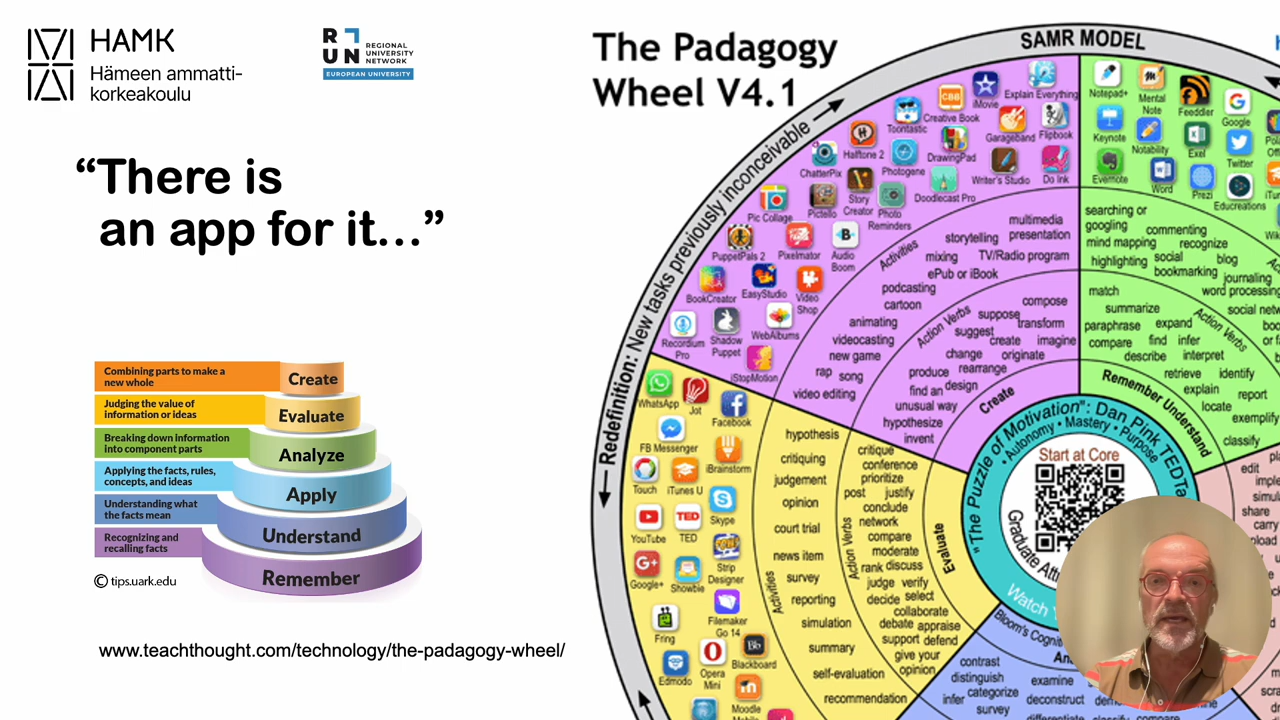 HAMK
Hämeen ammatti-
korkeakoulu
R UN
REGIONAL
UNIVERSITY
NETWORK
EUROPEAN UNIVERSITY
“There is
an app for it...”
Combining parts to make a
new whole
Create
Judging the value of
information or ideas
Evaluate
Breaking down information
into component parts
Analyze
Applying the facts, rules,
concepts, and ideas
Apply
Understanding what
the facts mean
Understand
Recognizing and
recalling facts
Remember
© tips.uark.edu
www.teachthought.com/technology/the-padagogy-wheel/
The Padagogy
Wheel V4.1
SAMR MODEL
Redefinition: New tasks previously inconceivable
Explain Everything
iMovie
Creative Book
Toontastic
Garageband
Flipbook
Halftone 2
DrawingPad
ChatterPix
Photogene
Writer's Studio
Do Ink
Doodlecast Pro
Pic Collage
Pictello
Story
Creator
Photo
Reminders
PuppetPals 2
Pixelmator
Audio
Boom
BookCreator
EasyStudio
Video
Shop
Recordium
Pro
Shadow
Puppet
WebAlbums
iStopMotion
Activities
multimedia
presentation
storytelling
mixing
TV/Radio program
ePub or iBook
podcasting
cartoon
animating
videocasting
new game
rap
song
video editing
Action Verbs
compose
suppose
transform
suggest
create
imagine
change
originate
produce
rearrange
find an
unusual way
design
hypothesize
invent
Create
Notepad+
Mental
Note
Feeddler
Google
Keynote
Notability
Exel
Twitter
Evernote
Word
Prezi
Educreations
searching or
googling
commenting
mind mapping
recognize
highlighting
social
bookmarking
blog
journaling
word processing
match
summarize
Action Verbs
paraphrase
expand
compare
find
infer
describe
interpret
retrieve
identify
explain
report
locate
exemplify
classify
Remember Understand
WhatsApp
Jot
Facebook
FB Messenger
iBrainstorm
Touch
iTunes U
Skype
YouTube
TED
Strip
Designer
Google+
Showbie
Filemaker
Go 14
Fring
Opera
Mini
Blackboard
Edmodo
Moodle
Activities
hypothesis
critiquing
judgement
opinion
court trial
news item
survey
reporting
simulation
summary
self-evaluation
recommendation
Action Verbs
critique
conference
prioritize
post
justify
conclude
network
compare
moderate
rank
discuss
judge
verify
decide
select
collaborate
debate
appraise
support
defend
give your
opinion
Evaluate
"The Puzzle of Motivation": Dan Pink
• Autonomy • Mastery • Purpose
Start at Core
Graduate
Watch
Bloom's
contrast
distinguish
examine
infer
categorize
deconstruct
survey
edit
share